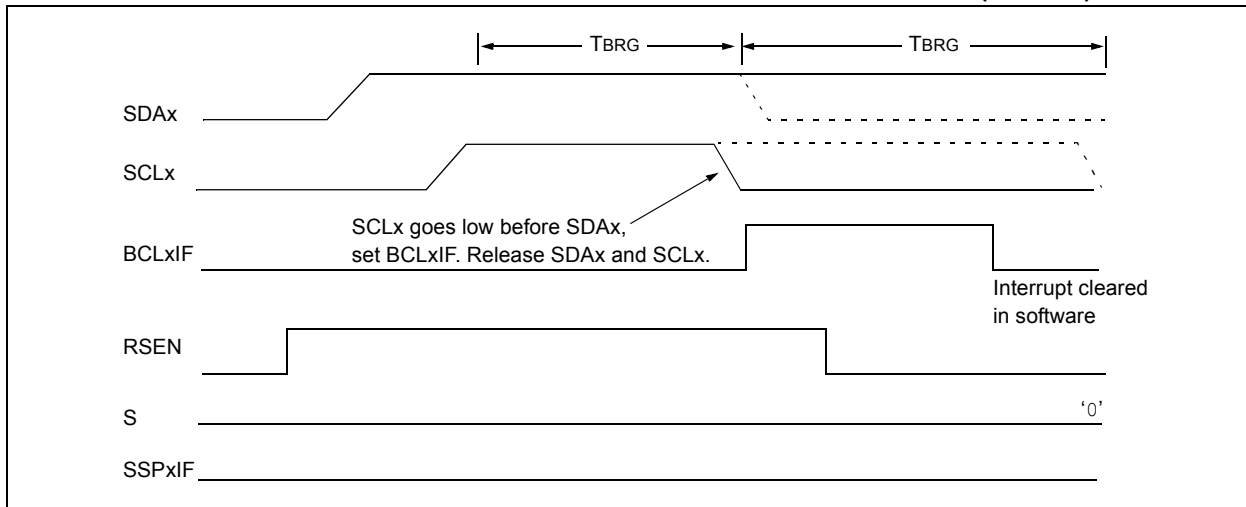 TBRG
TBRG
SDAx
SCLx
SCLx goes low before SDAx,
set BCLxIF. Release SDAx and SCLx.
BCLxIF
Interrupt cleared
in software
RSEN
S
‘0’
SSPxIF